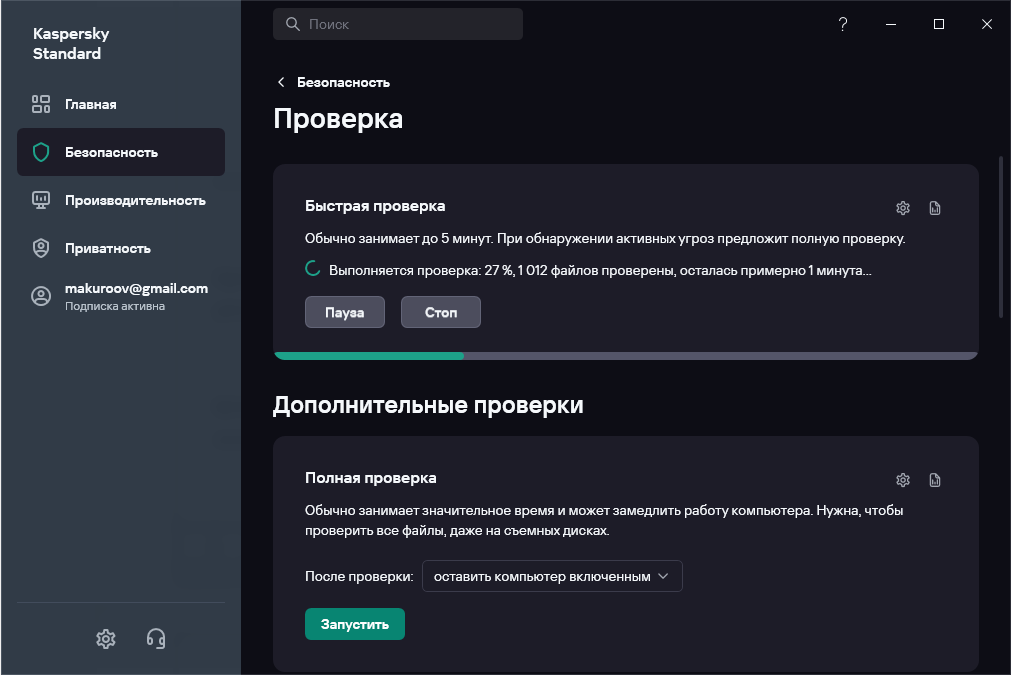 Kaspersky
Standard
Поиск
?
Главная
Безопасность
Производительность
Приватность
makuroov@gmail.com
Подписка активна
Безопасность
Проверка
Быстрая проверка
Обычно занимает до 5 минут. При обнаружении активных угроз предложит полную проверку.
Выполняется проверка: 27 %, 1 012 файлов проверены, осталась примерно 1 минута...
Пауза
Стоп
Дополнительные проверки
Полная проверка
Обычно занимает значительное время и может замедлить работу компьютера. Нужна, чтобы
проверить все файлы, даже на съемных дисках.
После проверки:
оставить компьютер включенным
Запустить